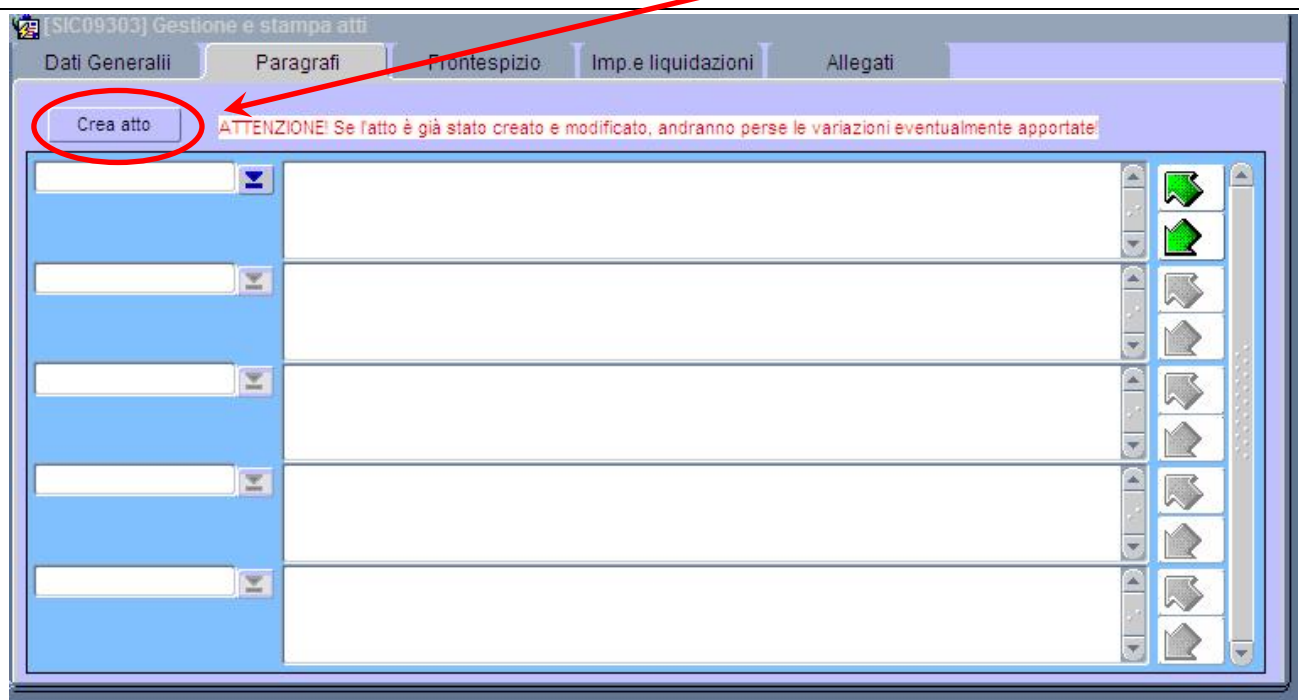 [SIC09303] Gestione e stampa atti
Dati Generalii Paragrafi Frontespizio Imp.e liquidazioni Allegati
Crea atto ATTENZIONE! Se l'atto è già stato creato e modificato, andranno perse le variazioni eventualmente apportate!